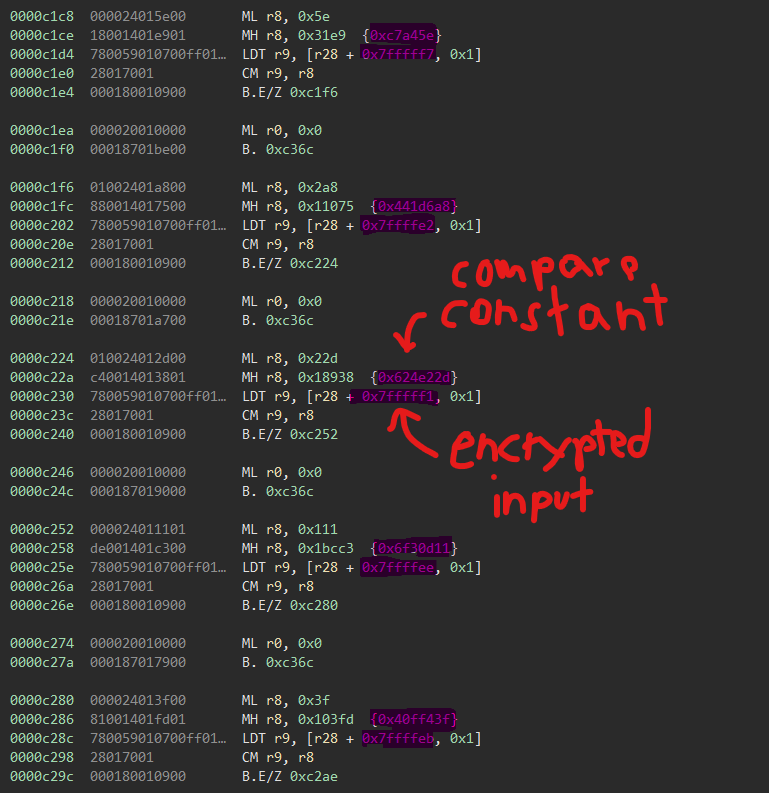 0000c1c8 000024015e00 ML r8, 0x5e
0000c1ce 18001401e901 MH r8, 0x31e9 {0xc7a45e}
0000c1d4 780059010700ff01… LDT r9, [r28 + 0x7fffff7, 0x1]
0000c1e0 28017001 CM r9, r8
0000c1e4 000180010900 B.E/Z 0xc1f6
0000c1ea 000020010000 ML r0, 0x0
0000c1f0 00018701be00 B. 0xc36c
0000c1f6 01002401a800 ML r8, 0x2a8
0000c1fc 880014017500 MH r8, 0x11075 {0x441d6a8}
0000c202 780059010700ff01… LDT r9, [r28 + 0x7ffffe2, 0x1]
0000c20e 28017001 CM r9, r8
0000c212 000180010900 B.E/Z 0xc224
0000c218 000020010000 ML r0, 0x0
0000c21e 00018701a700 B. 0xc36c
compare
constant
0000c224 010024012d00 ML r8, 0x22d
0000c22a c40014013801 MH r8, 0x18938 {0x624e22d}
0000c230 780059010700ff01… LDT r9, [r28 + 0x7fffff1, 0x1]
0000c23c 28017001 CM r9, r8
0000c240 000180010900 B.E/Z 0xc252
encrypted
input
0000c246 000020010000 ML r0, 0x0
0000c24c 000187019000 B. 0xc36c
0000c252 000024011101 ML r8, 0x111
0000c258 de001401c300 MH r8, 0x1bcc3 {0x6f30d11}
0000c25e 780059010700ff01… LDT r9, [r28 + 0x7ffffee, 0x1]
0000c26a 28017001 CM r9, r8
0000c26e 000180010900 B.E/Z 0xc280
0000c274 000020010000 ML r0, 0x0
0000c27a 000187017900 B. 0xc36c
0000c280 000024013f00 ML r8, 0x3f
0000c286 81001401fd01 MH r8, 0x103fd {0x40ff43f}
0000c28c 780059010700ff01… LDT r9, [r28 + 0x7ffffeb, 0x1]
0000c298 28017001 CM r9, r8
0000c29c 000180010900 B.E/Z 0xc2ae